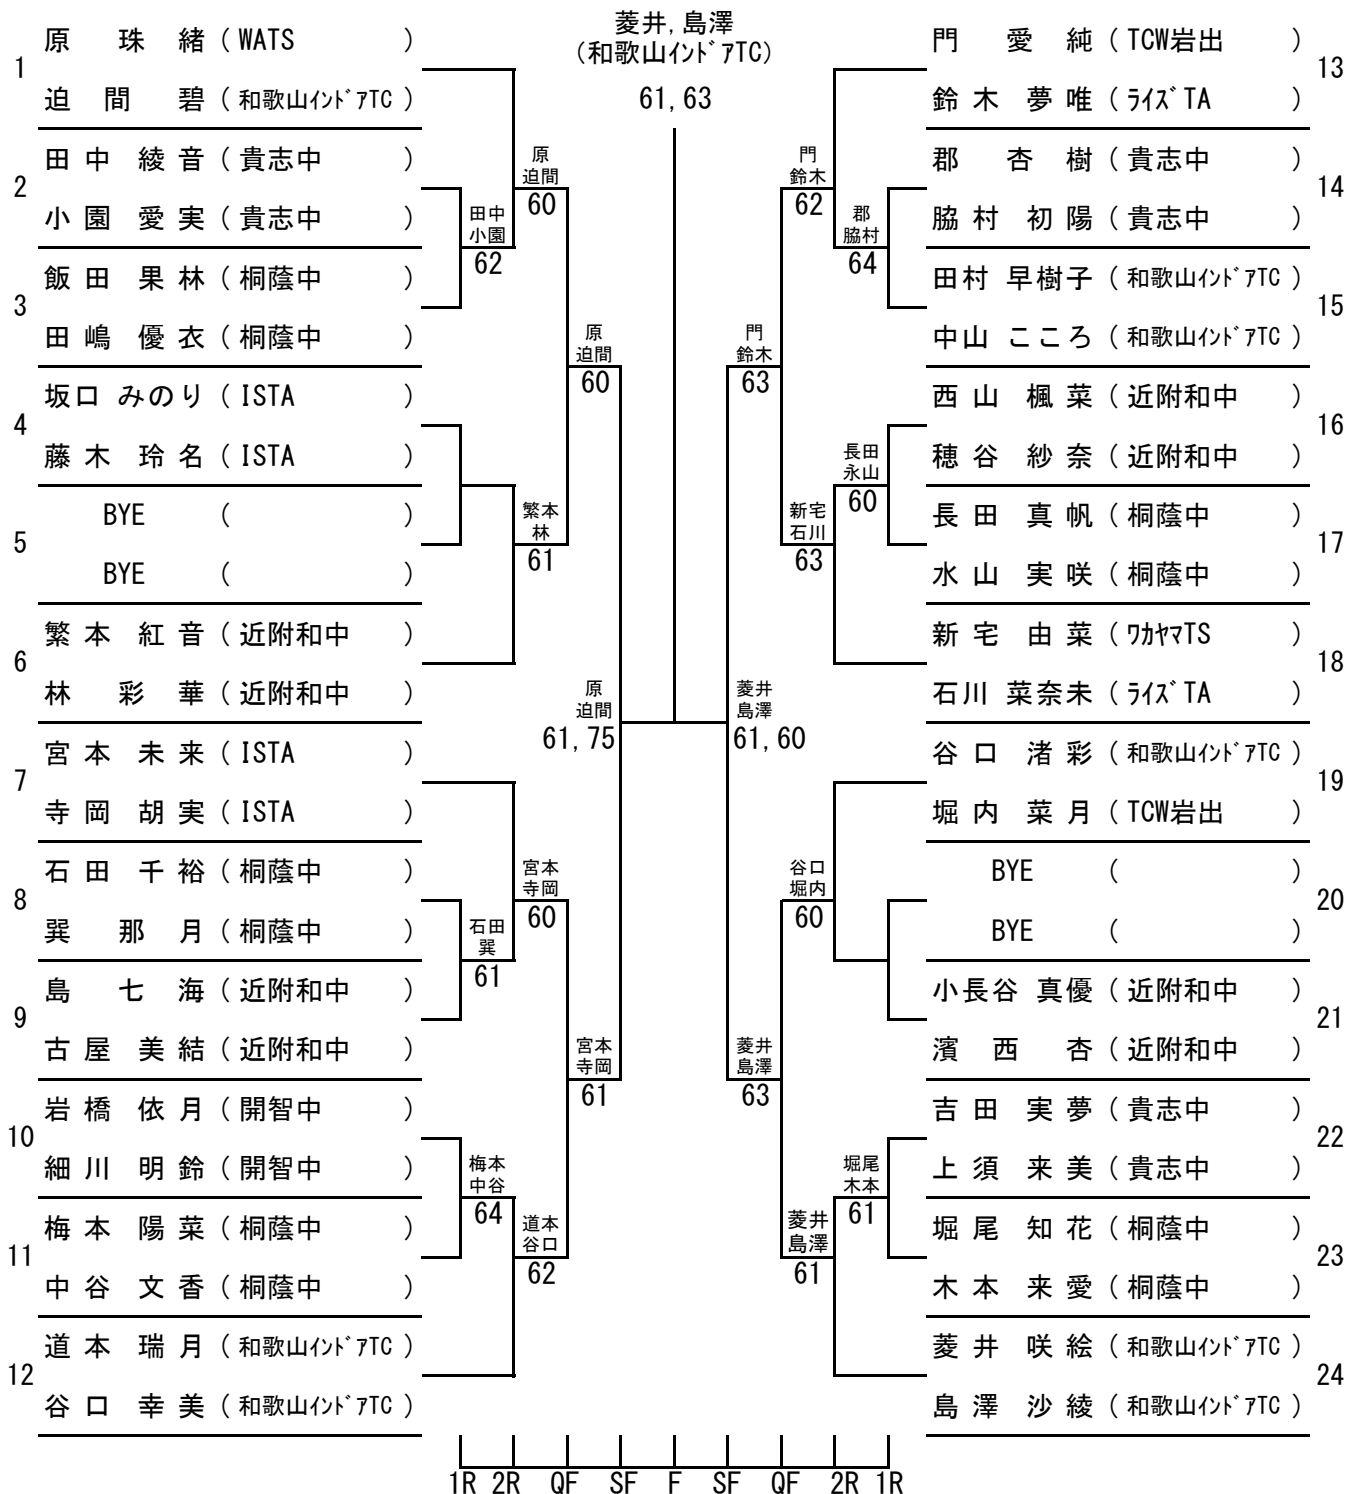 菱井，島澤
（和歌山インドアTC）
61, 63
1
原 珠緒（WATS）
迫間 碧（和歌山インドアTC）
2
田中 綾音（貴志中）
小園 愛実（貴志中）
3
飯田 果林（桐蔭中）
田嶋 優衣（桐蔭中）
4
坂口 みのり（ISTA）
藤木 玲名（ISTA）
5
BYE（ ）
BYE（ ）
6
繁本 紅音（近附和中）
林 彩華（近附和中）
7
宮本 未来（ISTA）
寺岡 胡実（ISTA）
8
石田 千裕（桐蔭中）
巽 那月（桐蔭中）
9
島 七海（近附和中）
古屋 美結（近附和中）
10
岩橋 依月（開智中）
細川 明鈴（開智中）
11
梅本 陽菜（桐蔭中）
中谷 文香（桐蔭中）
12
道本 瑞月（和歌山インドアTC）
谷口 幸美（和歌山インドアTC）
田中
小園
62
石田
巽
61
梅本
中谷
64
原
迫間
60
繁本
林
61
宮本
寺岡
60
道本
谷口
62
原
迫間
60
宮本
寺岡
61
原
迫間
61, 75
菱井
島澤
61, 60
門
鈴木
63
菱井
島澤
63
門
鈴木
62
新宅
石川
63
谷口
堀内
60
菱井
島澤
61
郡
脇村
64
長田
永山
60
堀尾
木本
61
門 愛純（TCW岩出）
鈴木 夢唯（ライズTA）
13
郡 杏樹（貴志中）
脇村 初陽（貴志中）
14
田村 早樹子（和歌山インドアTC）
中山 こころ（和歌山インドアTC）
15
西山 楓菜（近附和中）
穂谷 紗奈（近附和中）
16
長田 真帆（桐蔭中）
水山 実咲（桐蔭中）
17
新宅 由菜（ワカヤマTS）
石川 菜奈未（ライズTA）
18
谷口 渚彩（和歌山インドアTC）
堀内 菜月（TCW岩出）
19
BYE（ ）
BYE（ ）
20
小長谷 真優（近附和中）
濱西 杏（近附和中）
21
吉田 実夢（貴志中）
上須 来美（貴志中）
22
堀尾 知花（桐蔭中）
木本 来愛（桐蔭中）
23
菱井 咲絵（和歌山インドアTC）
島澤 沙綾（和歌山インドアTC）
24
1R 2R QF SF F SF QF 2R 1R